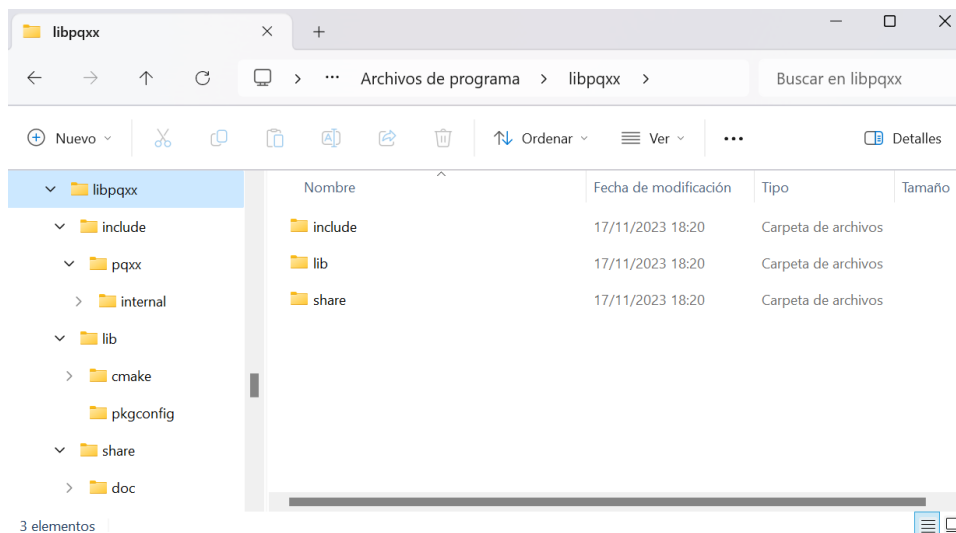 libpqxx
Archivos de programa > libpqxx >
Buscar en libpqxx
Nuevo
Ordenar
Ver
Detalles
libpqxx
include
pqxx
internal
lib
cmake
pkgconfig
share
doc
Nombre Fecha de modificación Tipo Tamaño
include 17/11/2023 18:20 Carpeta de archivos
lib 17/11/2023 18:20 Carpeta de archivos
share 17/11/2023 18:20 Carpeta de archivos
3 elementos